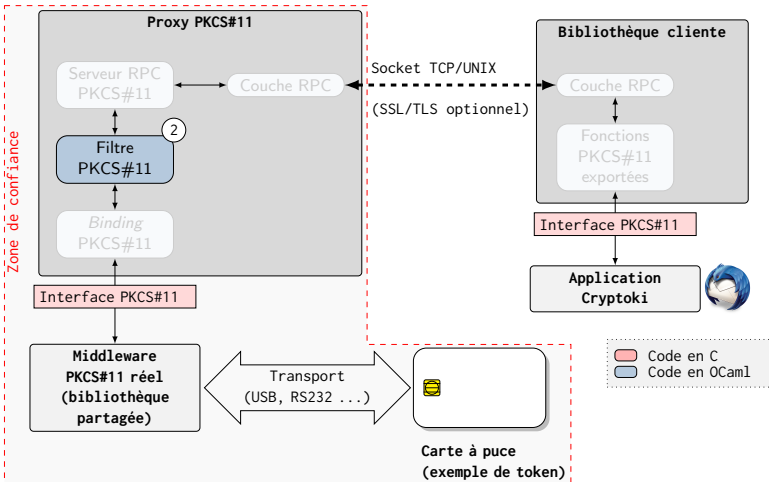 Proxy PKCS#11
Serveur RPC
PKCS#11
Couche RPC
2
Filtre
PKCS#11
Binding
PKCS#11
Zone de confiance
Interface PKCS#11
Socket TCP/UNIX
(SSL/TLS optionnel)
Bibliothèque cliente
Couche RPC
Fonctions
PKCS#11
exportées
Interface PKCS#11
Application
Cryptoki
Middleware
PKCS#11 réel
(bibliothèque
partagée)
Transport
(USB, RS232 ...)
Carte à puce
(exemple de token)
Code en C
Code en OCaml